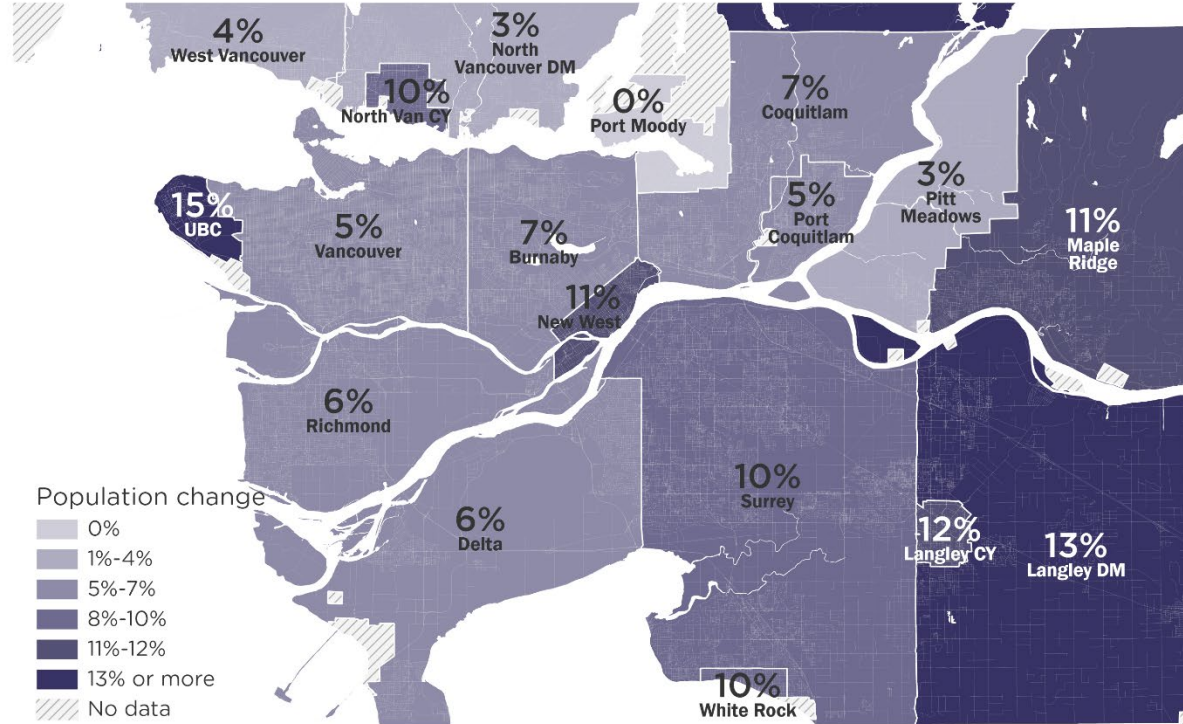 4%
West Vancouver
3%
North
Vancouver DM
10%
North Van CY
0%
Port Moody
7%
Coquitlam
15%
UBC
5%
Vancouver
7%
Burnaby
5%
Port
Coquitlam
3%
Pitt
Meadows
11%
Maple
Ridge
11%
New West
6%
Richmond
6%
Delta
10%
Surrey
12%
Langley CY
13%
Langley DM
10%
White Rock
Population change
0%
1%-4%
5%-7%
8%-10%
11%-12%
13% or more
No data